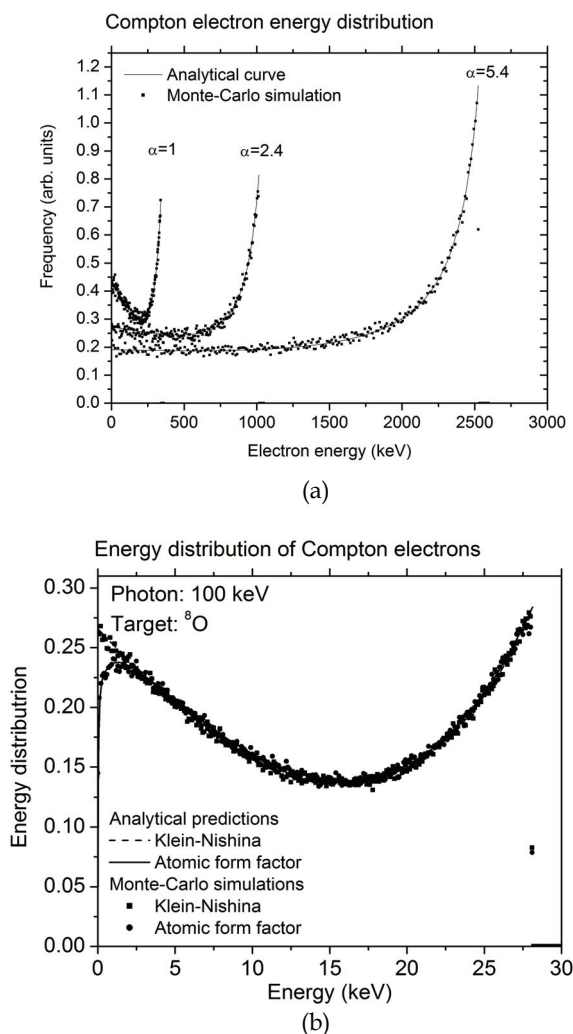 Compton electron energy distribution
Frequency (arb. units)
1.2
1.1
1.0
0.9
0.8
0.7
0.6
0.5
0.4
0.3
0.2
0.1
0.0
Analytical curve
Monte-Carlo simulation
α=1
α=2.4
α=5.4
0 500 1000 1500 2000 2500 3000
Electron energy (keV)
(a)
Energy distribution of Compton electrons
Energy distributrion
0.30
0.25
0.20
0.15
0.10
0.05
0.00
Photon: 100 keV
Target: ⁸O
Analytical predictions
Klein-Nishina
Atomic form factor
Monte-Carlo simulations
Klein-Nishina
Atomic form factor
0 5 10 15 20 25 30
Energy (keV)
(b)